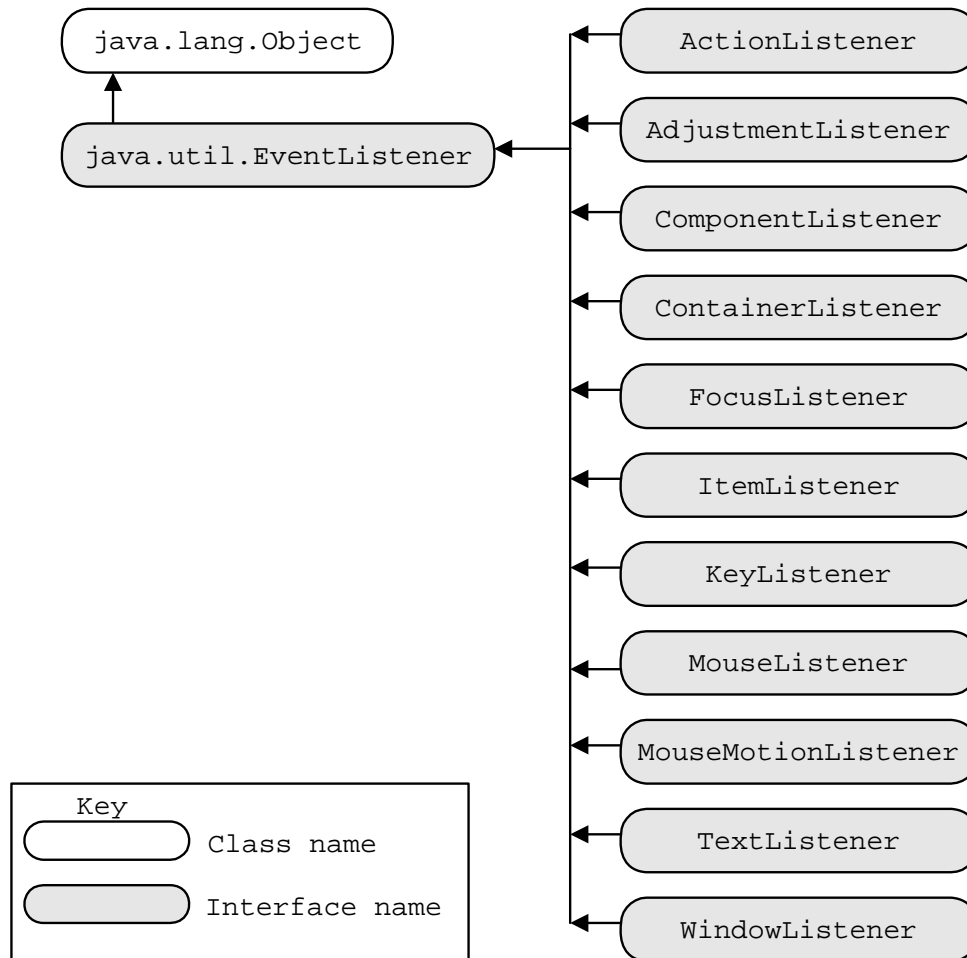 java.lang.Object
java.util.EventListener
ActionListener
AdjustmentListener
ComponentListener
ContainerListener
FocusListener
ItemListener
KeyListener
MouseListener
MouseMotionListener
TextListener
WindowListener
Key
Class name
Interface name